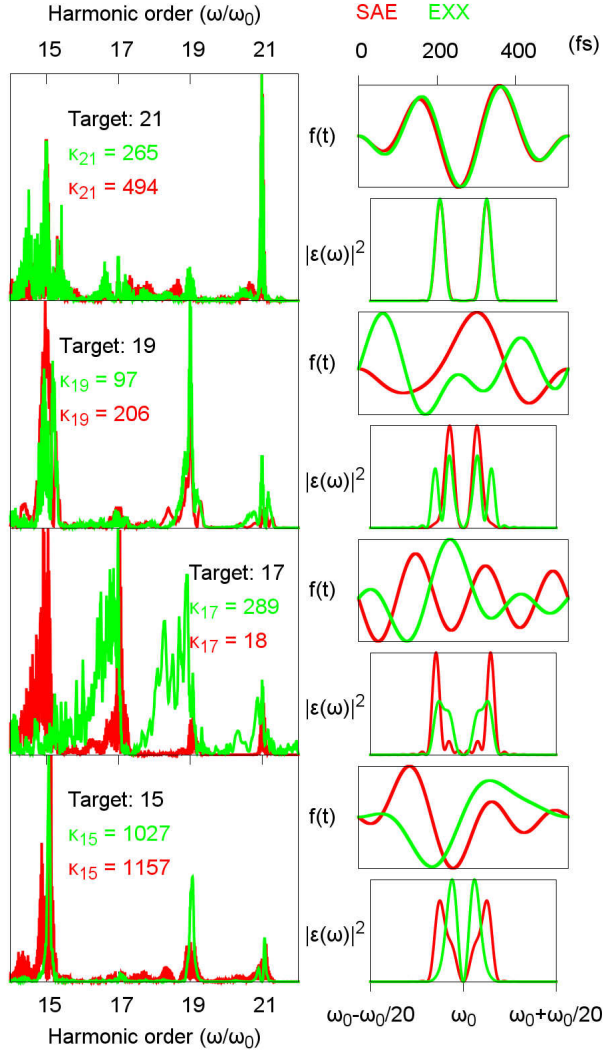 Harmonic order (ω/ω₀)
15 17 19 21
SAE EXX
0 200 400 (fs)
Target: 21
κ₂₁ = 265
κ₂₁ = 494
f(t)
|ε(ω)|²
Target: 19
κ₁₉ = 97
κ₁₉ = 206
f(t)
|ε(ω)|²
Target: 17
κ₁₇ = 289
κ₁₇ = 18
f(t)
|ε(ω)|²
Target: 15
κ₁₅ = 1027
κ₁₅ = 1157
f(t)
|ε(ω)|²
15 17 19 21
Harmonic order (ω/ω₀)
ω₀-ω₀/20 ω₀ ω₀+ω₀/20